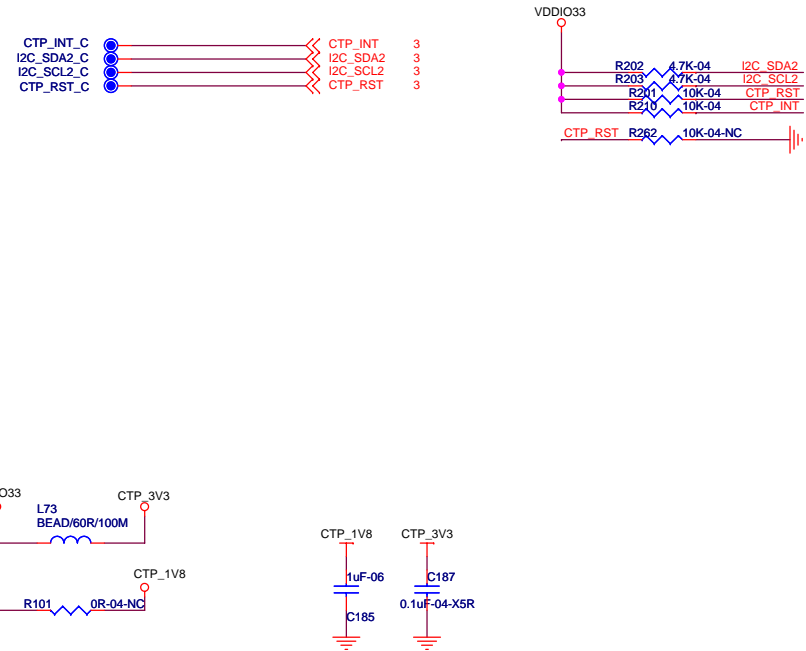 VDDIO33
CTP_INT_C CTP_INT 3
I2C_SDA2_C I2C_SDA2 3
I2C_SCL2_C I2C_SCL2 3
CTP_RST_C CTP_RST 3
R202 4.7K-04 I2C_SDA2
R203 4.7K-04 I2C_SCL2
R201 10K-04 CTP_RST
R210 10K-04 CTP_INT
CTP_RST R262 10K-04-NC
O33
CTP_3V3
L73
BEAD/60R/100M
CTP_1V8
R101 0R-04-NC
CTP_1V8 CTP_3V3
1uF-06 C187
0.1uF-04-X5R
C185